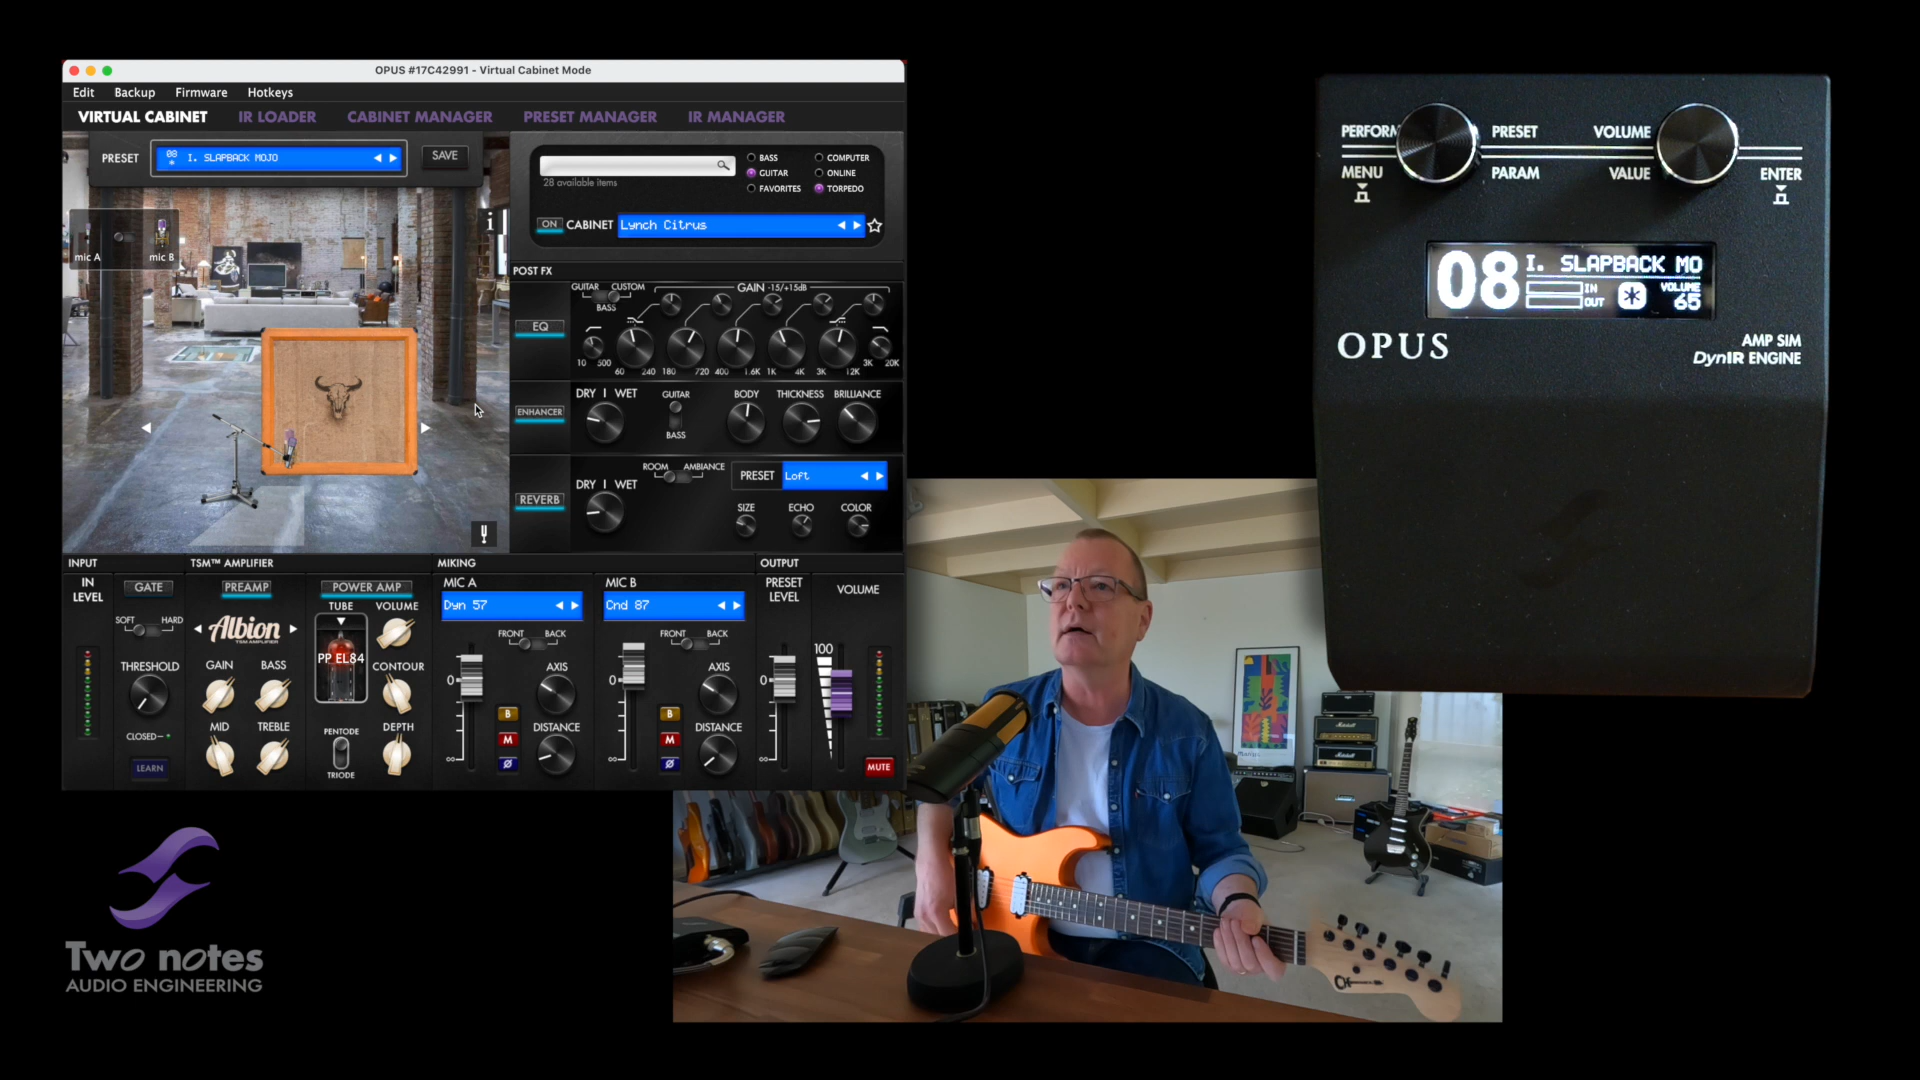 OPUS #17C42991 - Virtual Cabinet Mode
Edit Backup Firmware Hotkeys
VIRTUAL CABINET IR LOADER CABINET MANAGER PRESET MANAGER IR MANAGER
PRESET 08 * I. SLAPBACK MOJO SAVE
mic A mic B
i
28 available items
BASS COMPUTER
GUITAR ONLINE
FAVORITES TORPEDO
ON CABINET Lynch Citrus
POST FX
EQ
GUITAR CUSTOM
BASS
GAIN -15/+15dB
10 500 60 240 180 720 400 1.6K 1K 4K 3K 12K 3K 20K
ENHANCER
DRY | WET GUITAR BODY THICKNESS BRILLIANCE
BASS
REVERB
DRY | WET ROOM AMBIANCE PRESET Loft
SIZE ECHO COLOR
INPUT TSM™ AMPLIFIER MIKING OUTPUT
IN
LEVEL
GATE
SOFT HARD
THRESHOLD
CLOSED
LEARN
PREAMP
Albion
TSM AMPLIFIER
GAIN BASS
MID TREBLE
POWER AMP
TUBE VOLUME
PP EL84
CONTOUR
PENTODE DEPTH
TRIODE
MIC A
Dyn 57
FRONT BACK
0
AXIS
B
DISTANCE
M
∞
Ø
MIC B
Cnd 87
FRONT BACK
0
AXIS
B
DISTANCE
M
∞
Ø
PRESET
LEVEL
0
∞
VOLUME
100
MUTE
Two notes
AUDIO ENGINEERING
PERFORM PRESET VOLUME
MENU PARAM VALUE ENTER
08 I. SLAPBACK MO
IN
OUT
* VOLUME
65
OPUS
AMP SIM
DynIR ENGINE
Marshall
Marshall